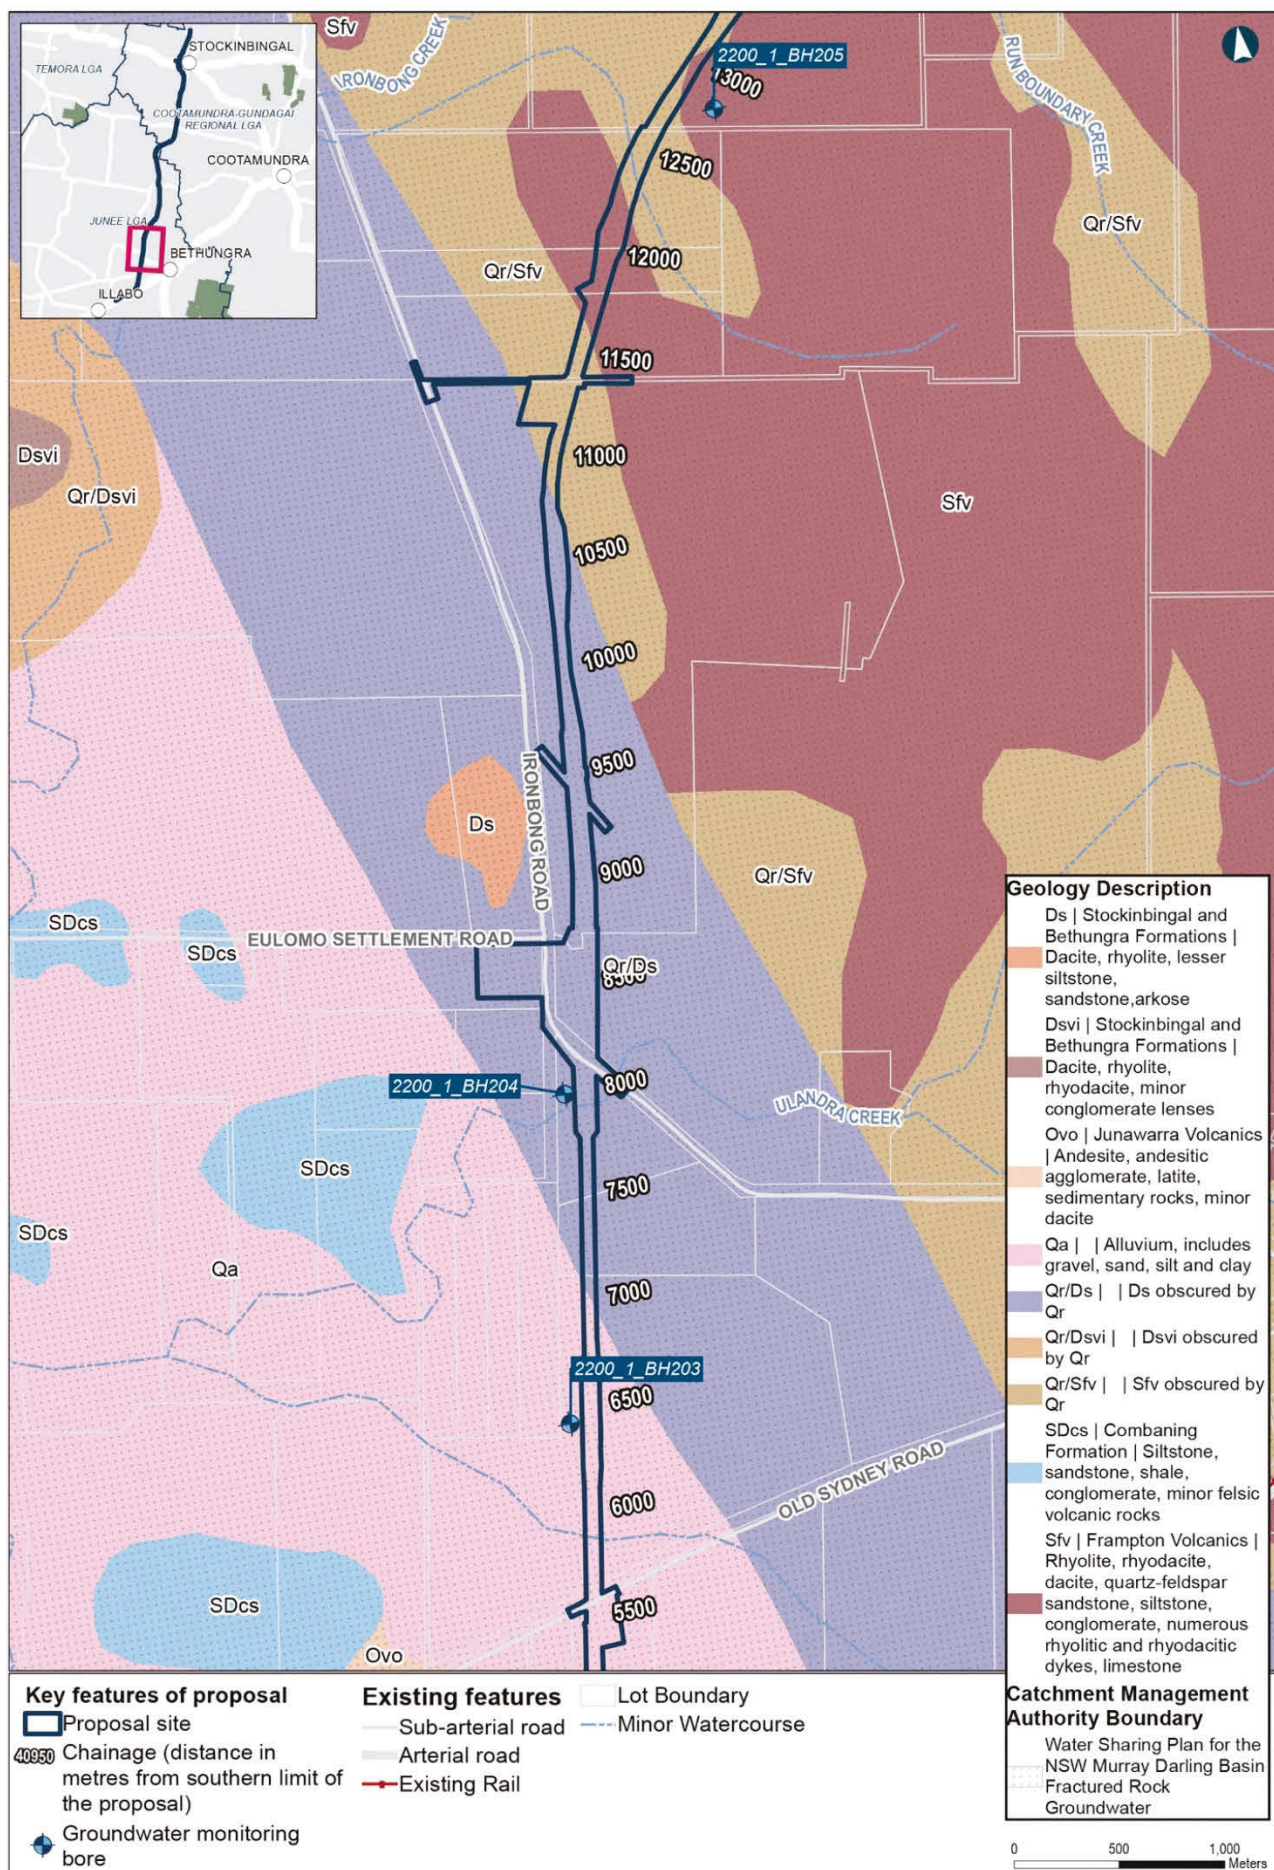 STOCKINBINGAL
TEMORA LGA
COOTAMUNDRA-GUNDAGAI
REGIONAL LGA
COOTAMUNDRA
JUNEE LGA
BETHUNGRA
ILLABO
Sfv
IRONBONG CREEK
2200_1_BH205
13000
RUN BOUNDARY CREEK
12500
Qr/Sfv
12000
Qr/Sfv
11500
Dsvi
11000
Qr/Dsvi
Sfv
10500
10000
9500
IRONBONG ROAD
Ds
9000
Qr/Sfv
SDcs
SDcs
EULOMO SETTLEMENT ROAD
Qr/Ds
8500
2200_1_BH204
8000
ULANDRA CREEK
SDcs
7500
SDcs
Qa
7000
2200_1_BH203
6500
OLD SYDNEY ROAD
6000
SDcs
5500
Ovo
Geology Description
Ds | Stockinbingal and
Bethungra Formations |
Dacite, rhyolite, lesser
siltstone,
sandstone,arkose
Dsvi | Stockinbingal and
Bethungra Formations |
Dacite, rhyolite,
rhyodacite, minor
conglomerate lenses
Ovo | Junawarra Volcanics
| Andesite, andesitic
agglomerate, latite,
sedimentary rocks, minor
dacite
Qa | | Alluvium, includes
gravel, sand, silt and clay
Qr/Ds | | Ds obscured by
Qr
Qr/Dsvi | | Dsvi obscured
by Qr
Qr/Sfv | | Sfv obscured by
Qr
SDcs | Combaning
Formation | Siltstone,
sandstone, shale,
conglomerate, minor felsic
volcanic rocks
Sfv | Frampton Volcanics |
Rhyolite, rhyodacite,
dacite, quartz-feldspar
sandstone, siltstone,
conglomerate, numerous
rhyolitic and rhyodacitic
dykes, limestone
Catchment Management
Authority Boundary
Water Sharing Plan for the
NSW Murray Darling Basin
Fractured Rock
Groundwater
Key features of proposal
Proposal site
40950 Chainage (distance in
metres from southern limit of
the proposal)
Groundwater monitoring
bore
Existing features
Sub-arterial road
Arterial road
Existing Rail
Lot Boundary
Minor Watercourse
0 500 1,000
Meters